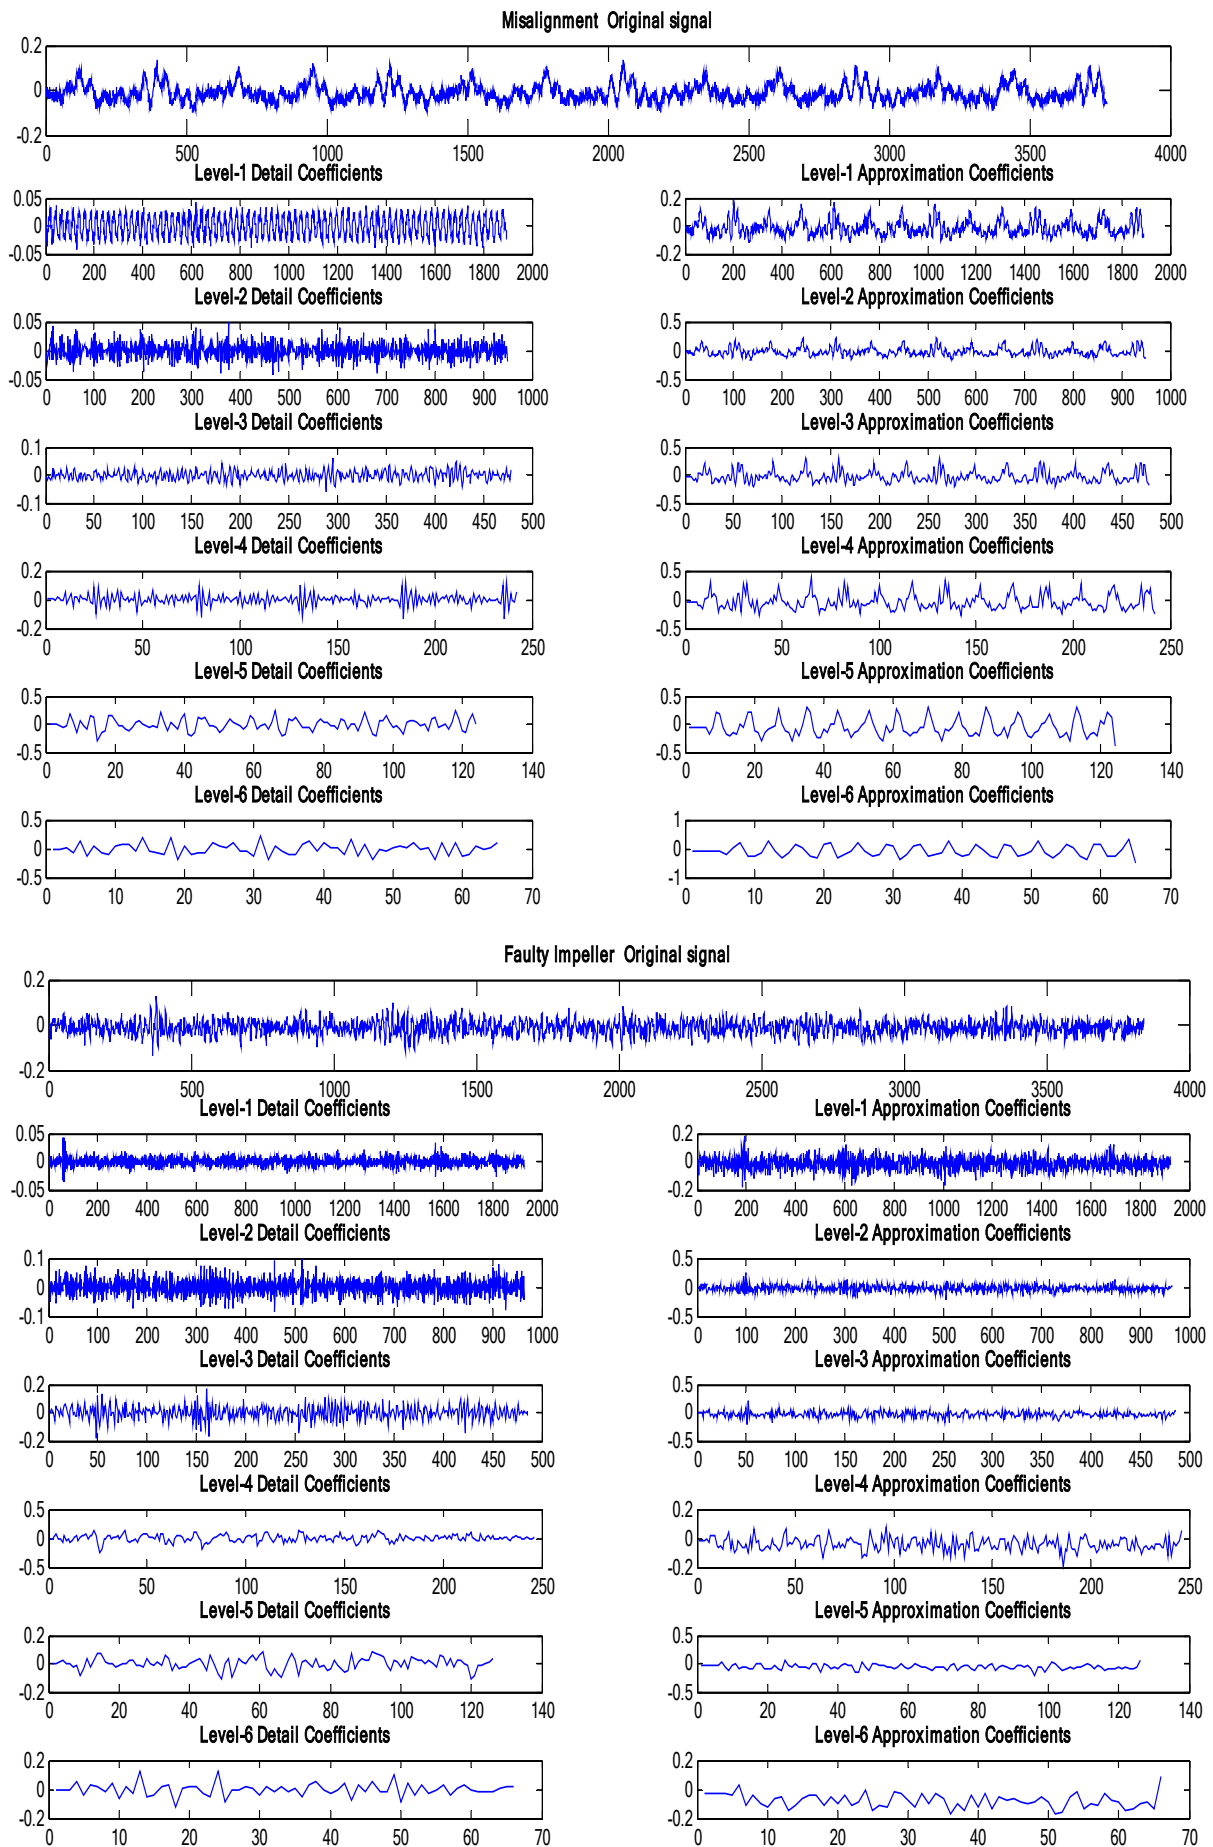 Misalignment Original signal
0.2
0
-0.2
0 500 1000 1500 2000 2500 3000 3500 4000
Level-1 Detail Coefficients Level-1 Approximation Coefficients
0.05 0.2
0 0
-0.05 -0.2
0 200 400 600 800 1000 1200 1400 1600 1800 2000 0 200 400 600 800 1000 1200 1400 1600 1800 2000
Level-2 Detail Coefficients Level-2 Approximation Coefficients
0.05 0.5
0 0
-0.05 -0.5
0 100 200 300 400 500 600 700 800 900 1000 0 100 200 300 400 500 600 700 800 900 1000
Level-3 Detail Coefficients Level-3 Approximation Coefficients
0.1 0.5
0 0
-0.1 -0.5
0 50 100 150 200 250 300 350 400 450 500 0 50 100 150 200 250 300 350 400 450 500
Level-4 Detail Coefficients Level-4 Approximation Coefficients
0.2 0.5
0 0
-0.2 -0.5
0 50 100 150 200 250 0 50 100 150 200 250
Level-5 Detail Coefficients Level-5 Approximation Coefficients
0.5 0.5
0 0
-0.5 -0.5
0 20 40 60 80 100 120 140 0 20 40 60 80 100 120 140
Level-6 Detail Coefficients Level-6 Approximation Coefficients
0.5 1
0 0
-0.5 -1
0 10 20 30 40 50 60 70 0 10 20 30 40 50 60 70
Faulty Impeller Original signal
0.2
0
-0.2
0 500 1000 1500 2000 2500 3000 3500 4000
Level-1 Detail Coefficients Level-1 Approximation Coefficients
0.05 0.2
0 0
-0.05 -0.2
0 200 400 600 800 1000 1200 1400 1600 1800 2000 0 200 400 600 800 1000 1200 1400 1600 1800 2000
Level-2 Detail Coefficients Level-2 Approximation Coefficients
0.1 0.5
0 0
-0.1 -0.5
0 100 200 300 400 500 600 700 800 900 1000 0 100 200 300 400 500 600 700 800 900 1000
Level-3 Detail Coefficients Level-3 Approximation Coefficients
0.2 0.5
0 0
-0.2 -0.5
0 50 100 150 200 250 300 350 400 450 500 0 50 100 150 200 250 300 350 400 450 500
Level-4 Detail Coefficients Level-4 Approximation Coefficients
0.5 0.2
0 0
-0.5 -0.2
0 50 100 150 200 250 0 50 100 150 200 250
Level-5 Detail Coefficients Level-5 Approximation Coefficients
0.2 0.5
0 0
-0.2 -0.5
0 20 40 60 80 100 120 140 0 20 40 60 80 100 120 140
Level-6 Detail Coefficients Level-6 Approximation Coefficients
0.2 0.2
0 0
-0.2 -0.2
0 10 20 30 40 50 60 70 0 10 20 30 40 50 60 70